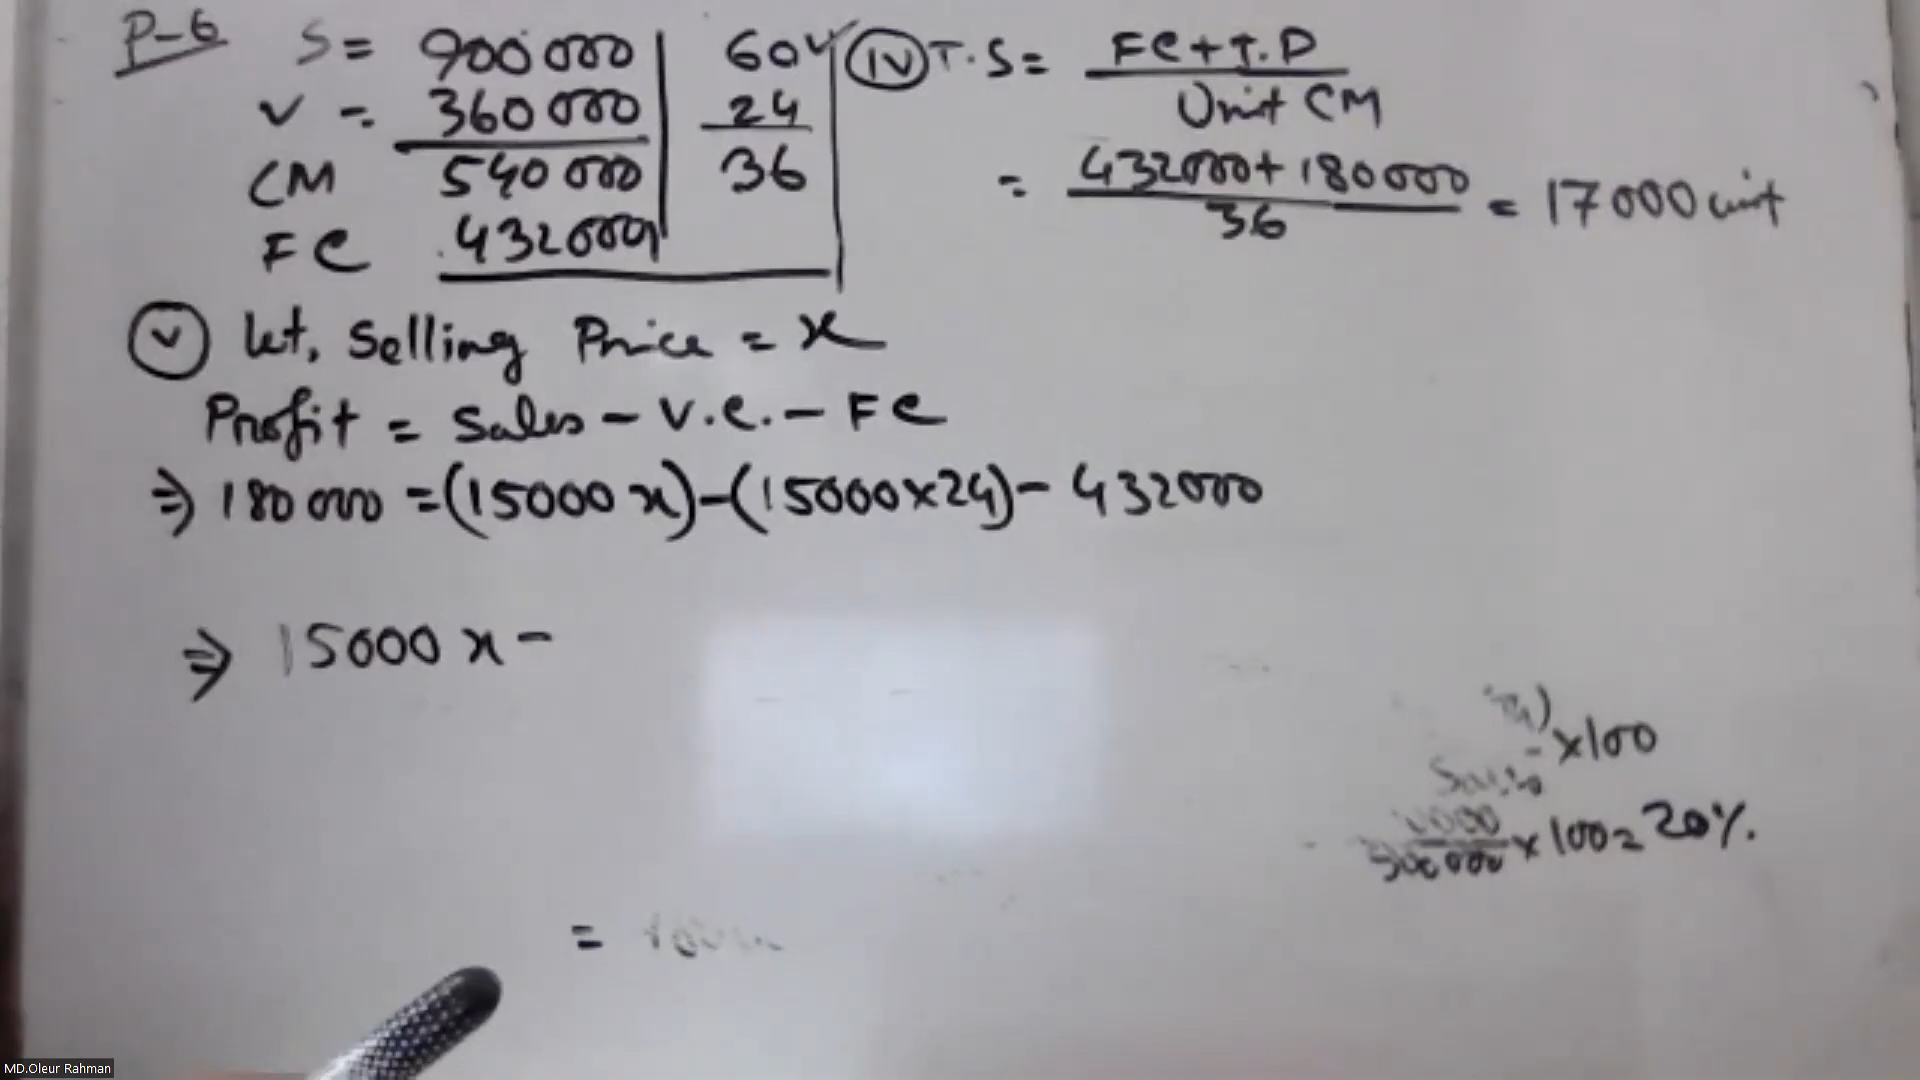 P-6
S = 900000 60
V = 360000 24
CM 540000 36
FC 432000
(IV) T.S = FC + T.P / Unit CM
= 432000 + 180000 / 36 = 17000 unit
(V) let, Selling Price = x
Profit = Sales - V.C. - FC
⇒ 180000 = (15000 x) - (15000 × 24) - 432000
⇒ 15000 x -
× 100
× 100 = 20%.
=
MD.Oleur Rahman